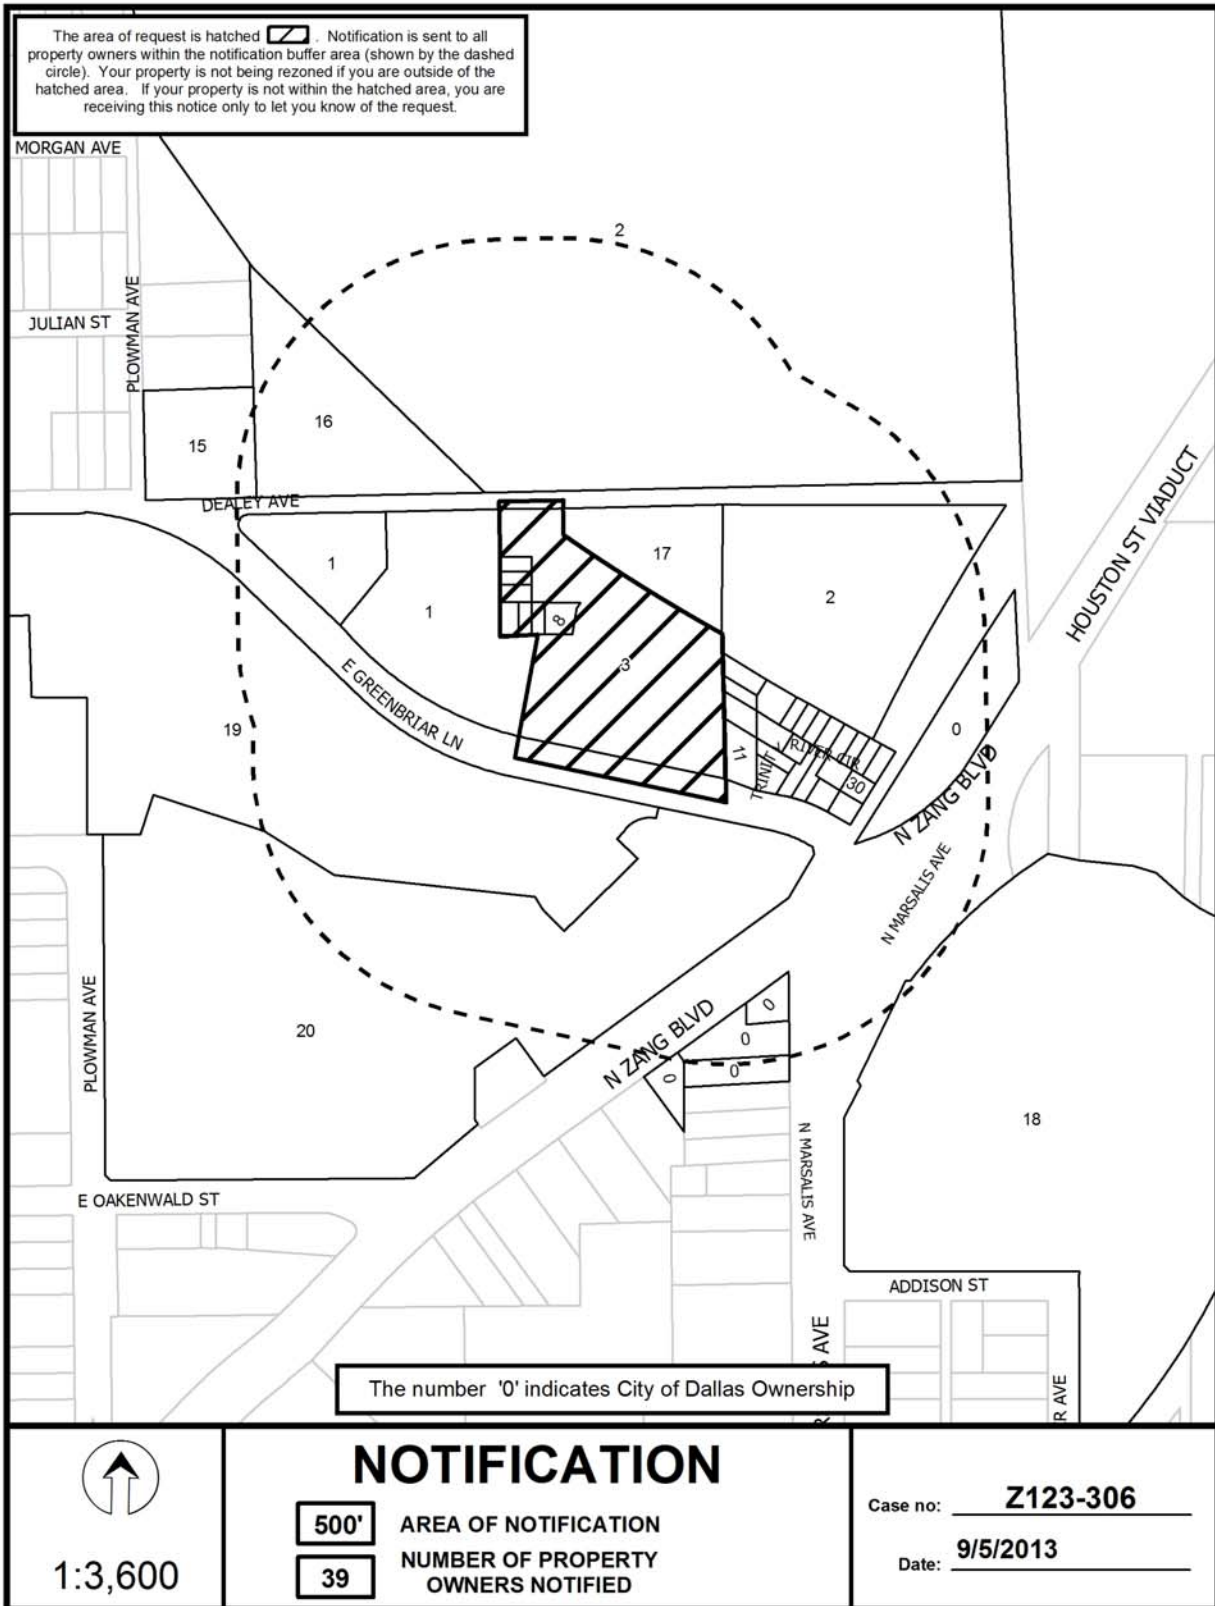 The area of request is hatched . Notification is sent to all
property owners within the notification buffer area (shown by the dashed
circle). Your property is not being rezoned if you are outside of the
hatched area. If your property is not within the hatched area, you are
receiving this notice only to let you know of the request.
MORGAN AVE
2
PLOWMAN AVE
JULIAN ST
16
15
DEALEY AVE
HOUSTON ST VIADUCT
17
1
2
1
8
3
E GREENBRIAR LN
19
0
11
RIVER CIR
30
N ZANG BLVD
N MARSALIS AVE
PLOWMAN AVE
20
0
0
0
0
N ZANG BLVD
18
N MARSALIS AVE
E OAKENWALD ST
ADDISON ST
AVE
R AVE
The number '0' indicates City of Dallas Ownership
1:3,600
NOTIFICATION
500' AREA OF NOTIFICATION
39 NUMBER OF PROPERTY
OWNERS NOTIFIED
Case no: Z123-306
Date: 9/5/2013